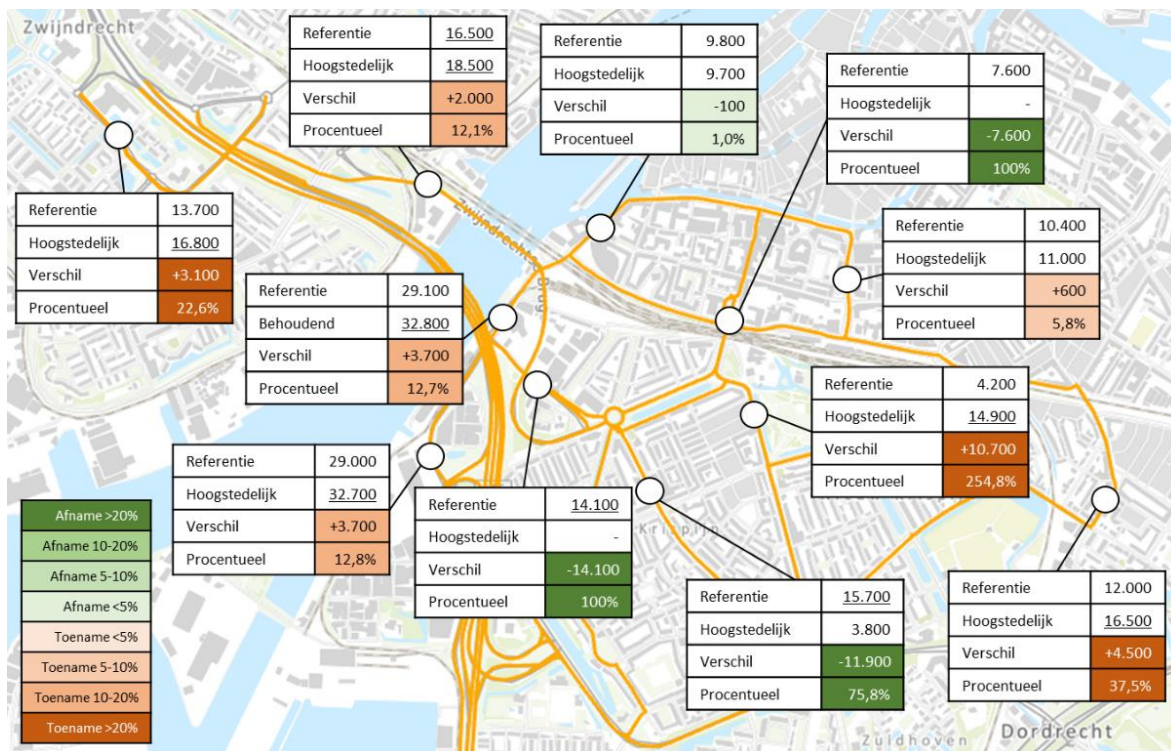 Zwijndrecht
Referentie 16.500
Hoogstedelijk 18.500
Verschil +2.000
Procentueel 12,1%
Referentie 9.800
Hoogstedelijk 9.700
Verschil -100
Procentueel 1,0%
Referentie 7.600
Hoogstedelijk -
Verschil -7.600
Procentueel 100%
Referentie 13.700
Hoogstedelijk 16.800
Verschil +3.100
Procentueel 22,6%
Zwijndrechtse Brug
Referentie 10.400
Hoogstedelijk 11.000
Verschil +600
Procentueel 5,8%
Referentie 29.100
Behoudend 32.800
Verschil +3.700
Procentueel 12,7%
Referentie 4.200
Hoogstedelijk 14.900
Verschil +10.700
Procentueel 254,8%
Referentie 29.000
Hoogstedelijk 32.700
Verschil +3.700
Procentueel 12,8%
Referentie 14.100
Hoogstedelijk -
Verschil -14.100
Procentueel 100%
Krispijn
Referentie 15.700
Hoogstedelijk 3.800
Verschil -11.900
Procentueel 75,8%
Referentie 12.000
Hoogstedelijk 16.500
Verschil +4.500
Procentueel 37,5%
Afname >20%
Afname 10-20%
Afname 5-10%
Afname <5%
Toename <5%
Toename 5-10%
Toename 10-20%
Toename >20%
Zuidhoven
Dordrecht